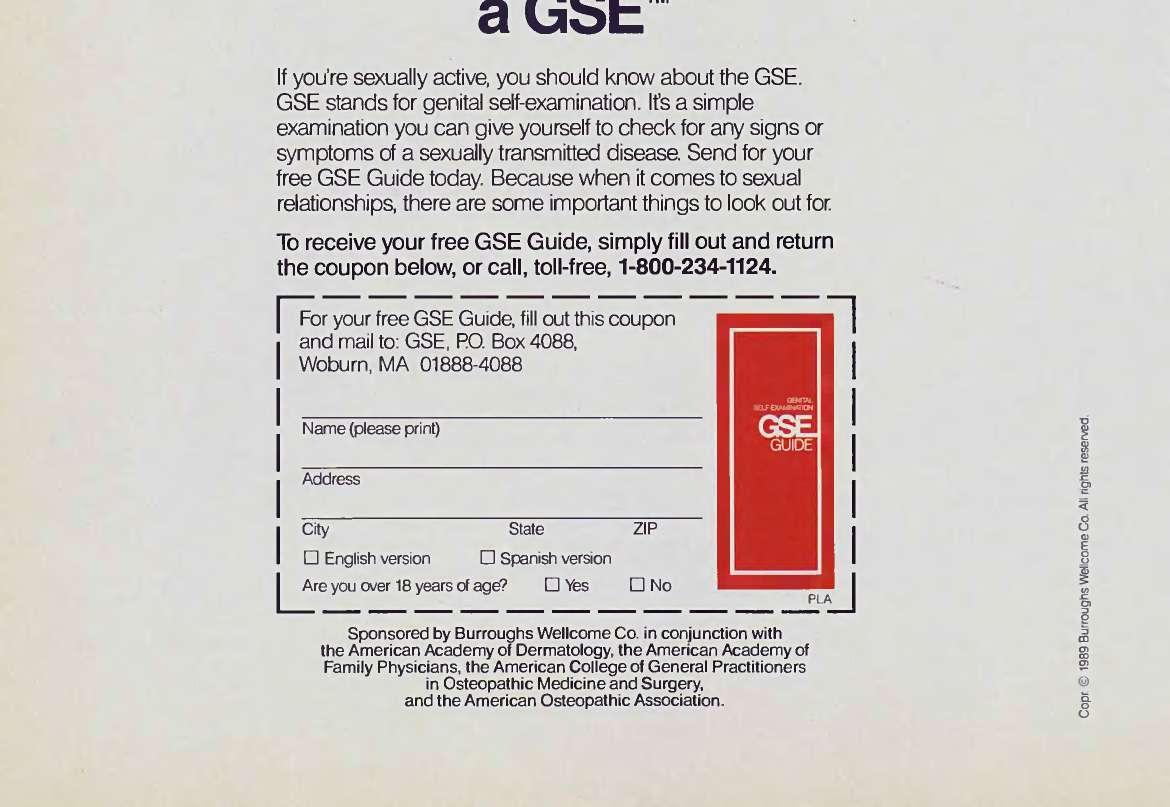 a GSE™
If you're sexually active, you should know about the GSE.
GSE stands for genital self-examination. It's a simple
examination you can give yourself to check for any signs or
symptoms of a sexually transmitted disease. Send for your
free GSE Guide today. Because when it comes to sexual
relationships, there are some important things to look out for.
To receive your free GSE Guide, simply fill out and return
the coupon below, or call, toll-free, 1-800-234-1124.
For your free GSE Guide, fill out this coupon
and mail to: GSE, P.O. Box 4088,
Woburn, MA 01888-4088
Name (please print)
Address
City State ZIP
☐ English version ☐ Spanish version
Are you over 18 years of age? ☐ Yes ☐ No
GENITAL
SELF-EXAMINATION
GSE
GUIDE
PLA
Sponsored by Burroughs Wellcome Co. in conjunction with
the American Academy of Dermatology, the American Academy of
Family Physicians, the American College of General Practitioners
in Osteopathic Medicine and Surgery,
and the American Osteopathic Association.
Copr. © 1989 Burroughs Wellcome Co. All rights reserved.